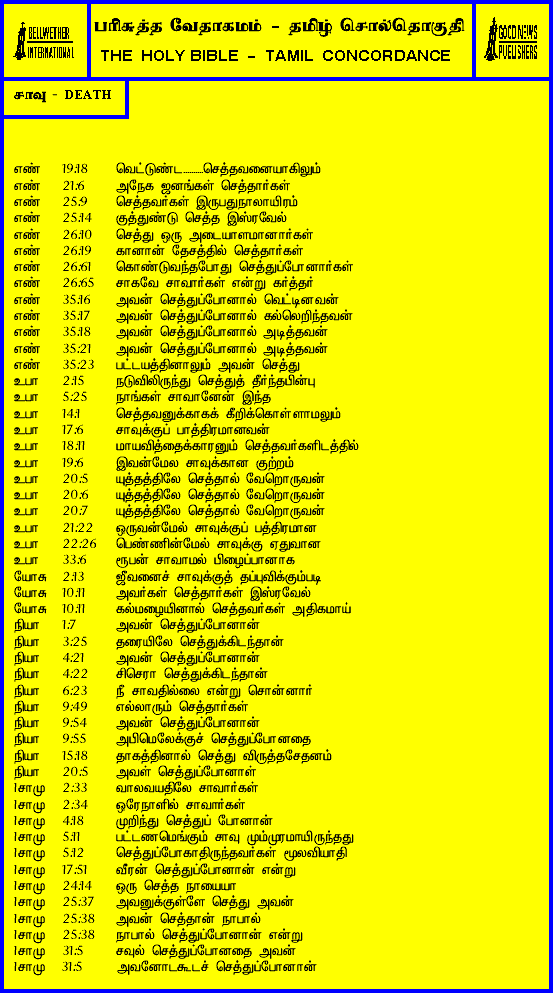 BELLWETHER
INTERNATIONAL
பரிசுத்த வேதாகமம் - தமிழ் சொல்தொகுதி
THE HOLY BIBLE - TAMIL CONCORDANCE
GOOD NEWS
PUBLISHERS
சாவு - DEATH
எண் 19:18 வெட்டுண்ட.........செத்தவனையாகிலும்
எண் 21:6 அநேக ஜனங்கள் செத்தார்கள்
எண் 25:9 செத்தவர்கள் இருபதுநாலாயிரம்
எண் 25:14 குத்துண்டு செத்த இஸ்ரவேல்
எண் 26:10 செத்து ஒரு அடையாளமானார்கள்
எண் 26:19 கானான் தேசத்தில் செத்தார்கள்
எண் 26:61 கொண்டுவந்தபோது செத்துப்போனார்கள்
எண் 26:65 சாகவே சாவார்கள் என்று கர்த்தர்
எண் 35:16 அவன் செத்துப்போனால் வெட்டினவன்
எண் 35:17 அவன் செத்துப்போனால் கல்லெறிந்தவன்
எண் 35:18 அவன் செத்துப்போனால் அடித்தவன்
எண் 35:21 அவன் செத்துப்போனால் அடித்தவன்
எண் 35:23 பட்டயத்தினாலும் அவன் செத்து
உபா 2:15 நடுவிலிருந்து செத்துத் தீர்ந்தபின்பு
உபா 5:25 நாங்கள் சாவானேன் இந்த
உபா 14:1 செத்தவனுக்காகக் கீறிக்கொள்ளாமலும்
உபா 17:6 சாவுக்குப் பாத்திரமானவன்
உபா 18:11 மாயவித்தைக்காரனும் செத்தவர்களிடத்தில்
உபா 19:6 இவன்மேல சாவுக்கான குற்றம்
உபா 20:5 யுத்தத்திலே செத்தால் வேறொருவன்
உபா 20:6 யுத்தத்திலே செத்தால் வேறொருவன்
உபா 20:7 யுத்தத்திலே செத்தால் வேறொருவன்
உபா 21:22 ஒருவன்மேல் சாவுக்குப் பத்திரமான
உபா 22:26 பெண்ணின்மேல் சாவுக்கு ஏதுவான
உபா 33:6 ரூபன் சாவாமல் பிழைப்பானாக
யோசு 2:13 ஜீவனைச் சாவுக்குத் தப்புவிக்கும்படி
யோசு 10:11 அவர்கள் செத்தார்கள் இஸ்ரவேல்
யோசு 10:11 கல்மழையினால் செத்தவர்கள் அதிகமாய்
நியா 1:7 அவன் செத்துப்போனான்
நியா 3:25 தரையிலே செத்துக்கிடந்தான்
நியா 4:21 அவன் செத்துப்போனான்
நியா 4:22 சிசெரா செத்துக்கிடந்தான்
நியா 6:23 நீ சாவதில்லை என்று சொன்னார்
நியா 9:49 எல்லாரும் செத்தார்கள்
நியா 9:54 அவன் செத்துப்போனான்
நியா 9:55 அபிமெலேக்குச் செத்துப்போனதை
நியா 15:18 தாகத்தினால் செத்து விருத்தசேதனம்
நியா 20:5 அவள் செத்துப்போனாள்
1சாமு 2:33 வாலவயதிலே சாவார்கள்
1சாமு 2:34 ஒரேநாளில் சாவார்கள்
1சாமு 4:18 முறிந்து செத்துப் போனான்
1சாமு 5:11 பட்டணமெங்கும் சாவு மும்முரமாயிருந்தது
1சாமு 5:12 செத்துப்போகாதிருந்தவர்கள் மூலவியாதி
1சாமு 17:51 வீரன் செத்துப்போனான் என்று
1சாமு 24:14 ஒரு செத்த நாயையா
1சாமு 25:37 அவனுக்குள்ளே செத்து அவன்
1சாமு 25:38 அவன் செத்தான் நாபால்
1சாமு 25:38 நாபால் செத்துப்போனான் என்று
1சாமு 31:5 சவுல் செத்துப்போனதை அவன்
1சாமு 31:5 அவனோடகூடச் செத்துப்போனான்